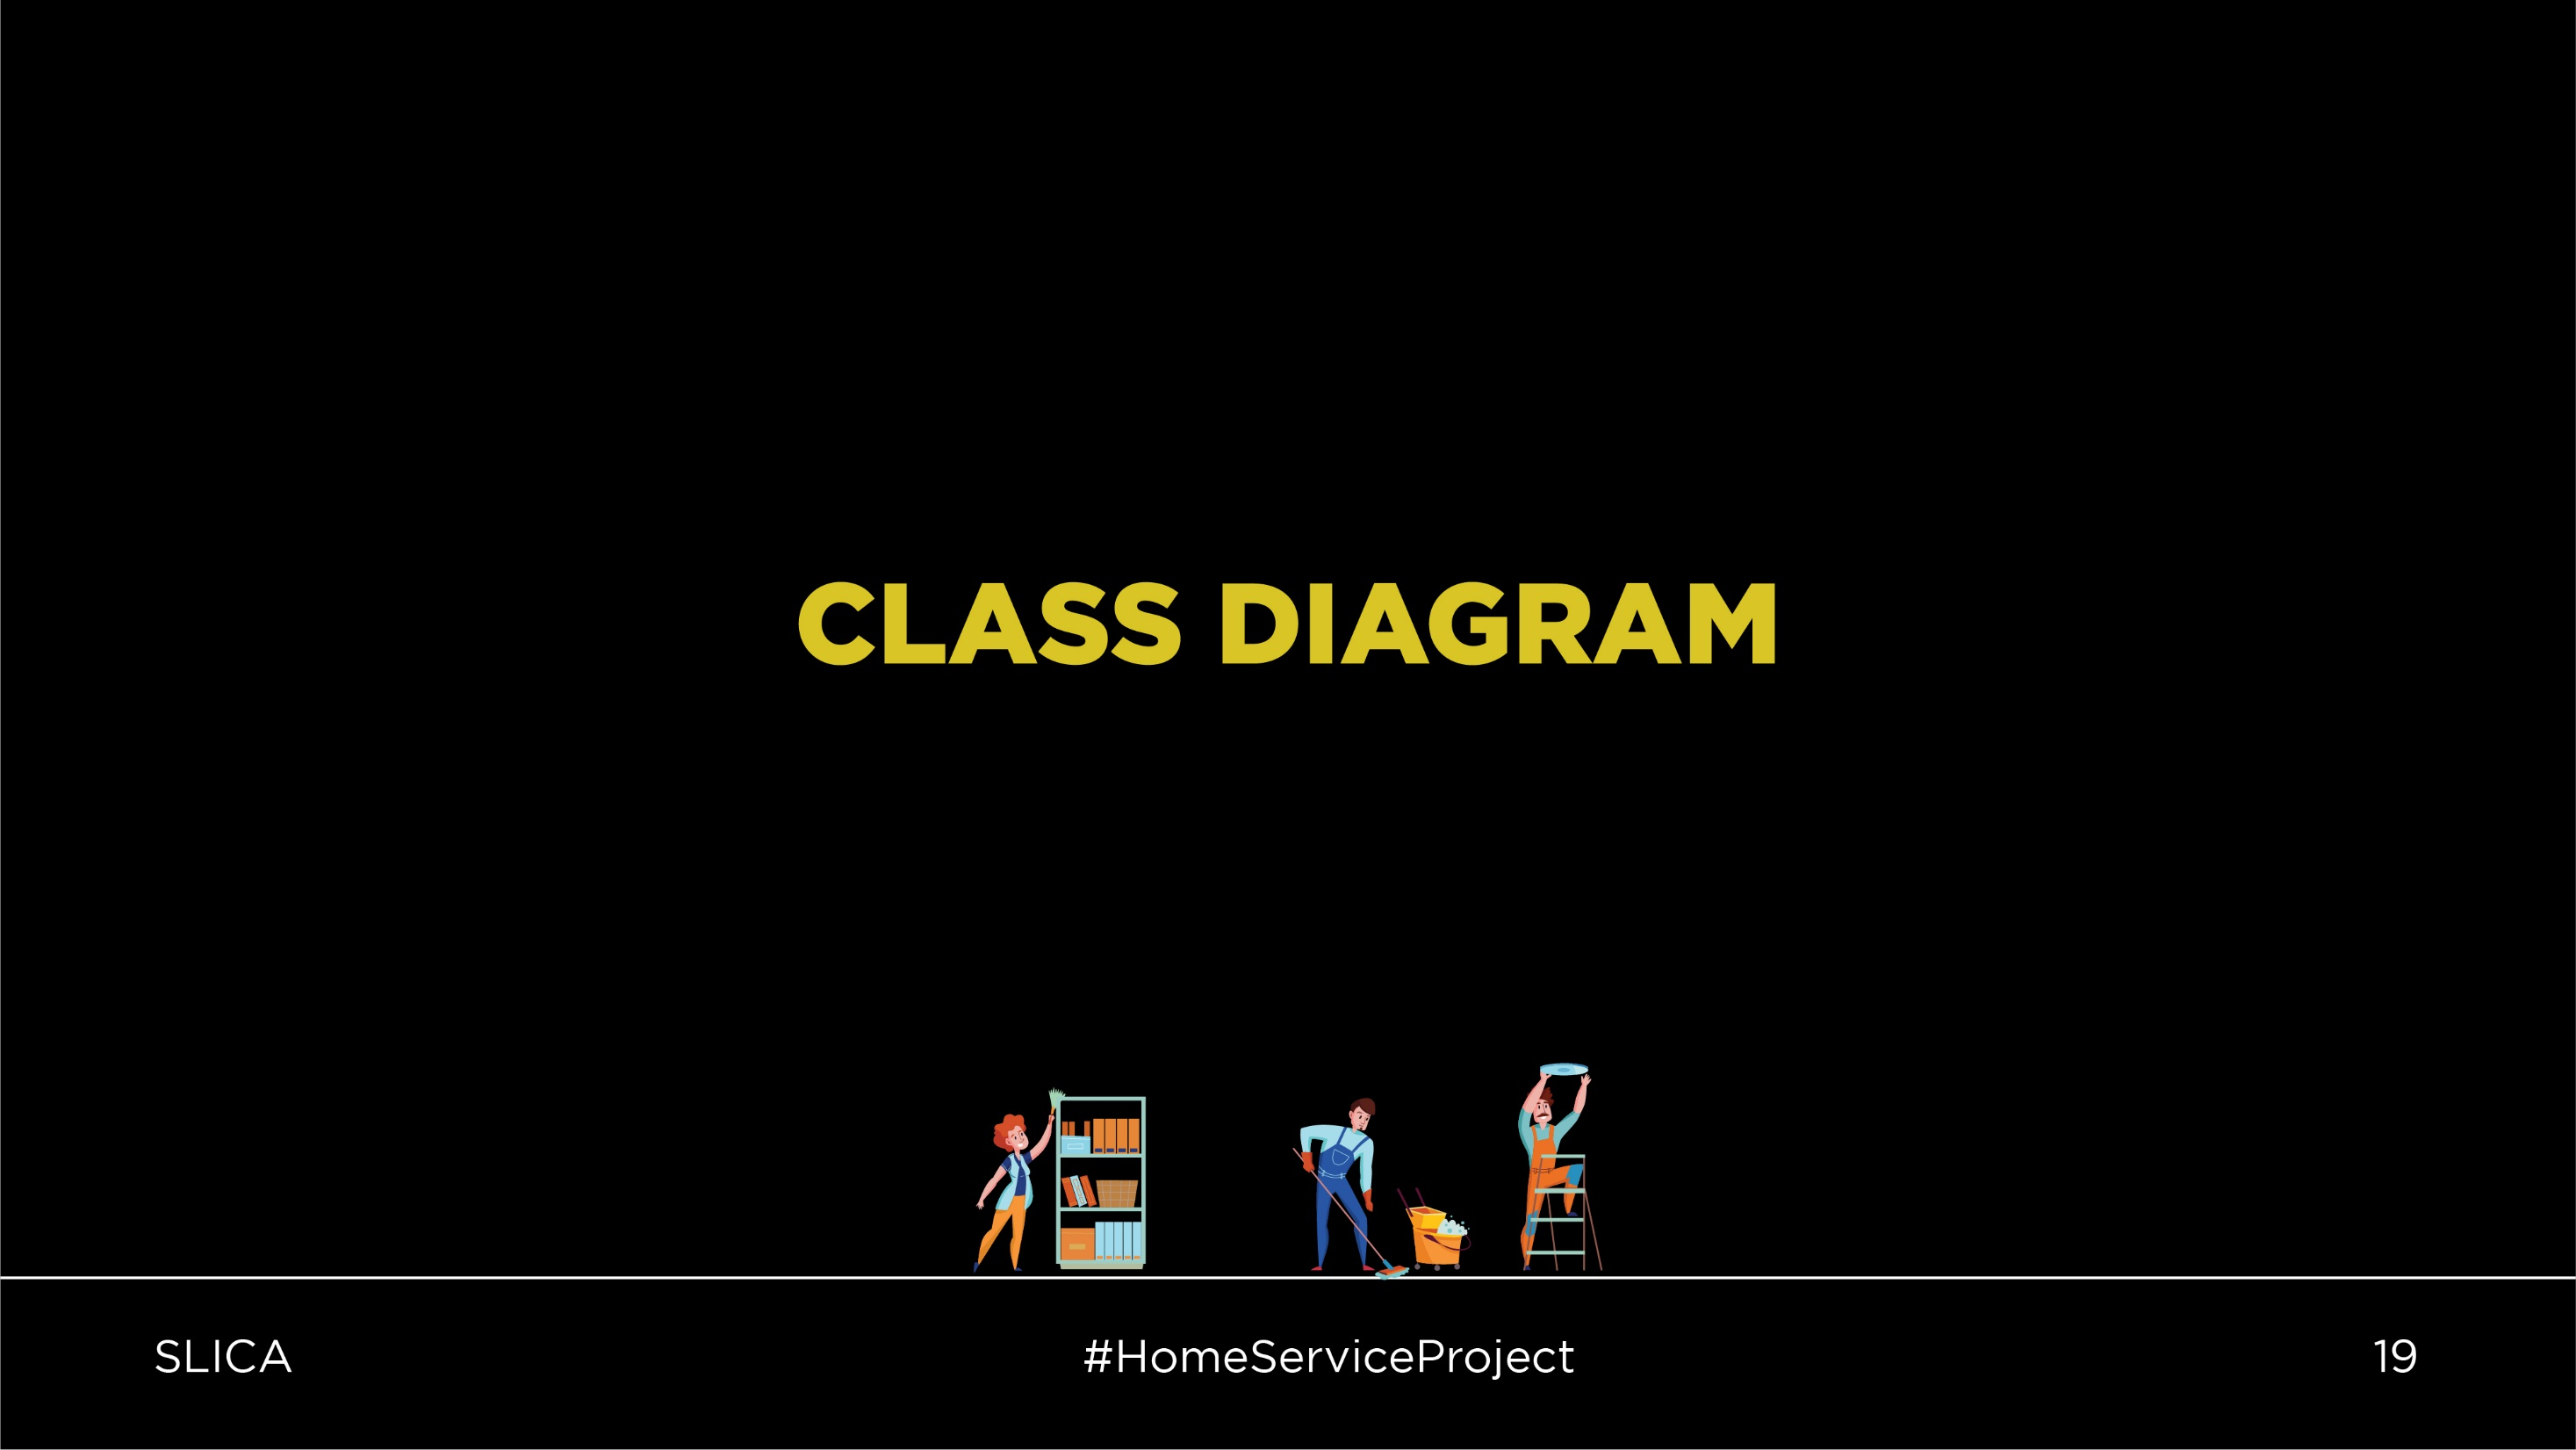 CLASS DIAGRAM
SLICA
#HomeServiceProject
19